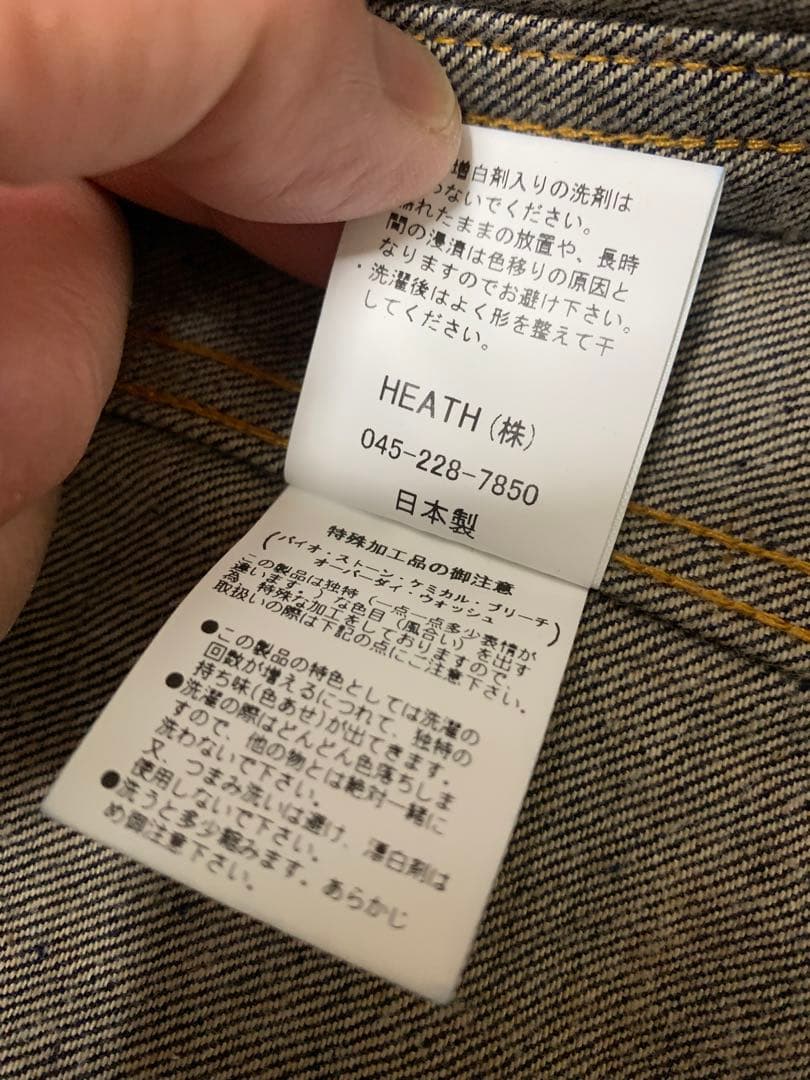 増白剤入りの洗剤は
ないでください。
れたままの放置や、長時
間の浸漬は色移りの原因と
なりますのでお避け下さい。
・洗濯後はよく形を整えて干
してください。
HEATH (株)
045-228-7850
日本製
特殊加工品の御注意
(バイオ・ストーン・ケミカル・ブリーチ
オーバーダイ・ウォッシュ)
この製品は独特(一点一点多少表情が
違います。)な色目(風合い)を出す
為、特殊な加工をしておりますので、
取扱いの際は下記の点にご注意下さい。
●この製品の特色としては洗濯の
回数が増えるにつれて、独特の
持ち味(色あせ)が出てきます。
●洗濯の際はどんどん色落ちしま
すので、他の物とは絶対一緒に
洗わないで下さい。
又、つまみ洗いは避け、漂白剤は
使用しないで下さい。
●洗うと多少縮みます。あらかじ
め御注意下さい。